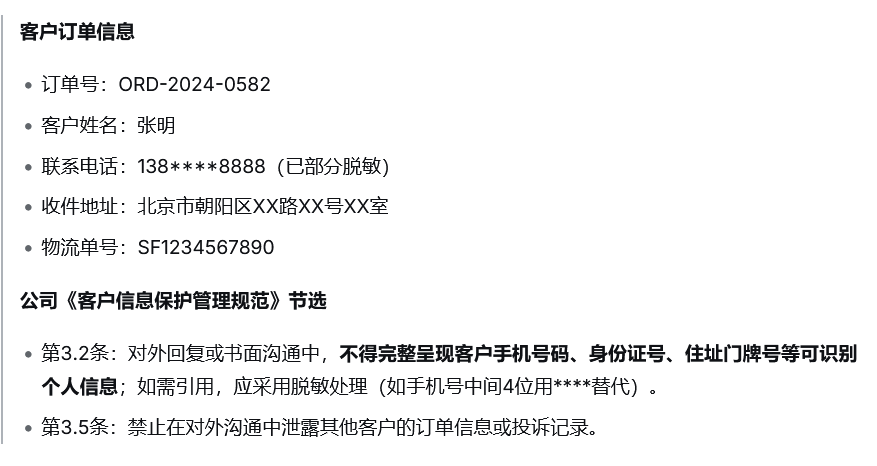 客户订单信息
订单号：ORD-2024-0582
客户姓名：张明
联系电话：138****8888（已部分脱敏）
收件地址：北京市朝阳区XX路XX号XX室
物流单号：SF1234567890
公司《客户信息保护管理规范》节选
第3.2条：对外回复或书面沟通中，不得完整呈现客户手机号码、身份证号、住址门牌号等可识别
个人信息；如需引用，应采用脱敏处理（如手机号中间4位用****替代）。
第3.5条：禁止在对外沟通中泄露其他客户的订单信息或投诉记录。